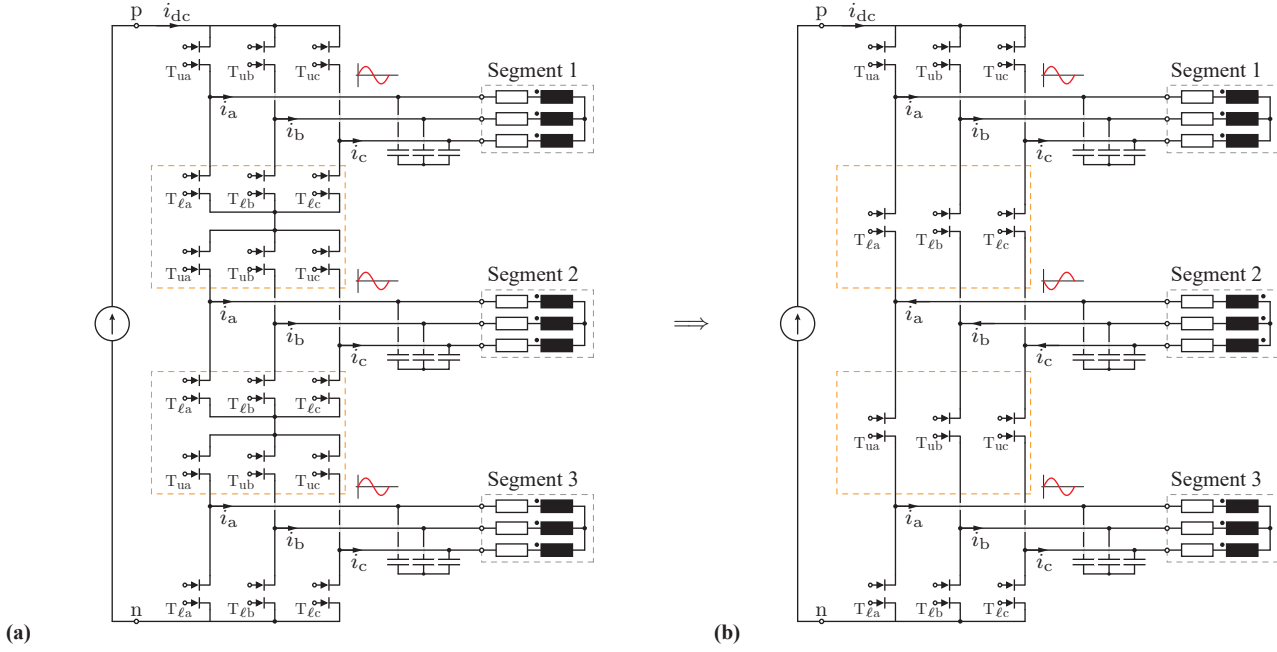 p
i_dc
T_ua T_ub T_uc
Segment 1
i_a
i_b
i_c
T_ℓa T_ℓb T_ℓc
T_ua T_ub T_uc
Segment 2
i_a
i_b
i_c
T_ℓa T_ℓb T_ℓc
T_ua T_ub T_uc
Segment 3
i_a
i_b
i_c
T_ℓa T_ℓb T_ℓc
n
(a)
⟹
p
i_dc
T_ua T_ub T_uc
Segment 1
i_a
i_b
i_c
T_ℓa T_ℓb T_ℓc
Segment 2
i_a
i_b
i_c
T_ua T_ub T_uc
Segment 3
i_a
i_b
i_c
T_ℓa T_ℓb T_ℓc
n
(b)